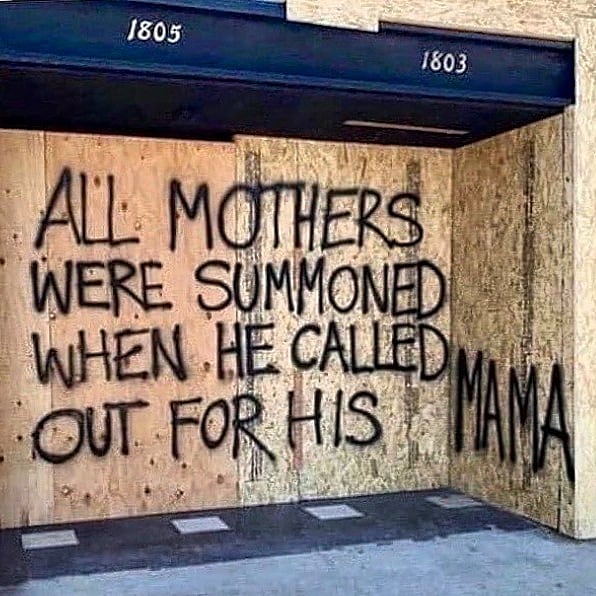 1805
1803
ALL MOTHERS
WERE SUMMONED
WHEN HE CALLED
OUT FOR HIS MAMA